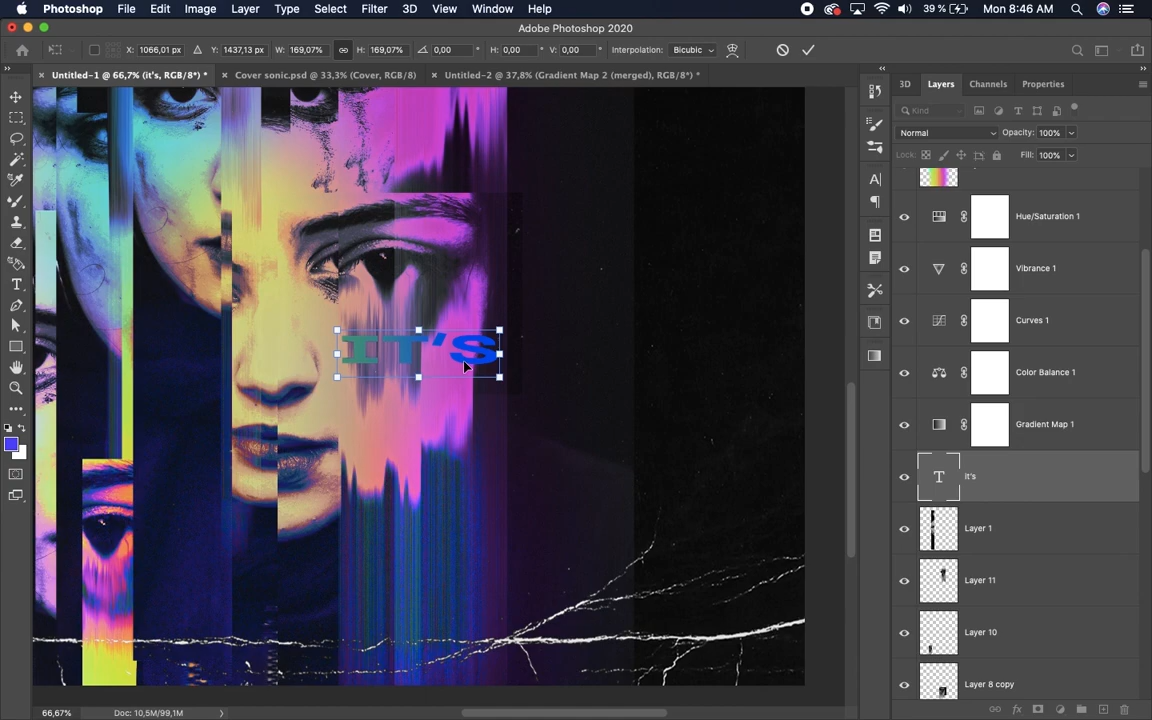 Photoshop File Edit Image Layer Type Select Filter 3D View Window Help 39 % Mon 8:46 AM
Adobe Photoshop 2020
X: 1066,01 px Y: 1437,13 px W: 169,07% H: 169,07% 0,00 ° H: 0,00 ° V: 0,00 ° Interpolation: Bicubic
× Untitled-1 @ 66,7% (it's, RGB/8*) * × Cover sonic.psd @ 33,3% (Cover, RGB/8) × Untitled-2 @ 37,8% (Gradient Map 2 (merged), RGB/8*) *
3D Layers Channels Properties
Kind
Normal Opacity: 100%
Lock: Fill: 100%
Hue/Saturation 1
Vibrance 1
Curves 1
IT'S
Color Balance 1
Gradient Map 1
it's
Layer 1
Layer 11
Layer 10
Layer 8 copy
66,67% Doc: 10,5M/99,1M